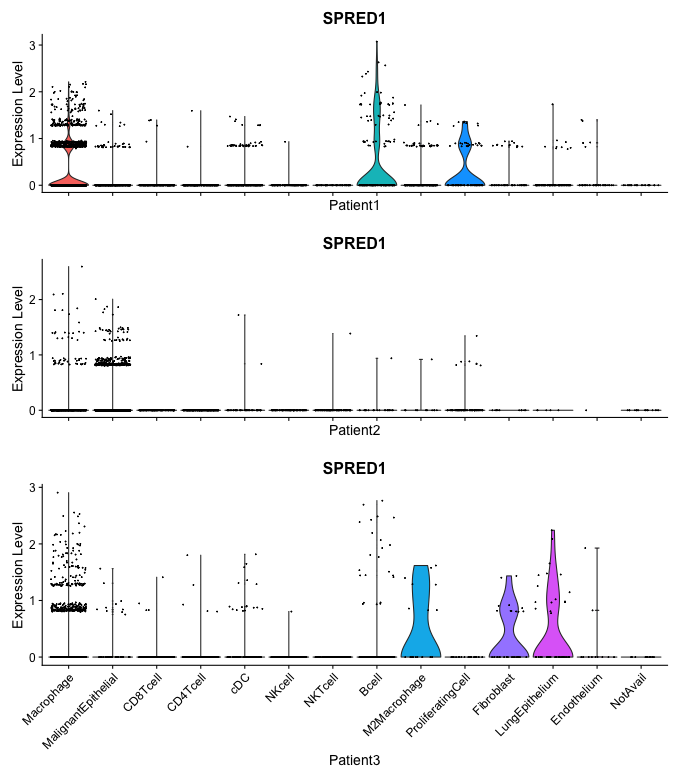 SPRED1
Expression Level
3
2
1
0
Patient1
SPRED1
Expression Level
2
1
0
Patient2
SPRED1
Expression Level
3
2
1
0
Macrophage
MalignantEpithelial
CD8Tcell
CD4Tcell
cDC
NKcell
NKTcell
Bcell
M2Macrophage
ProliferatingCell
Fibroblast
LungEpithelium
Endothelium
NotAvail
Patient3